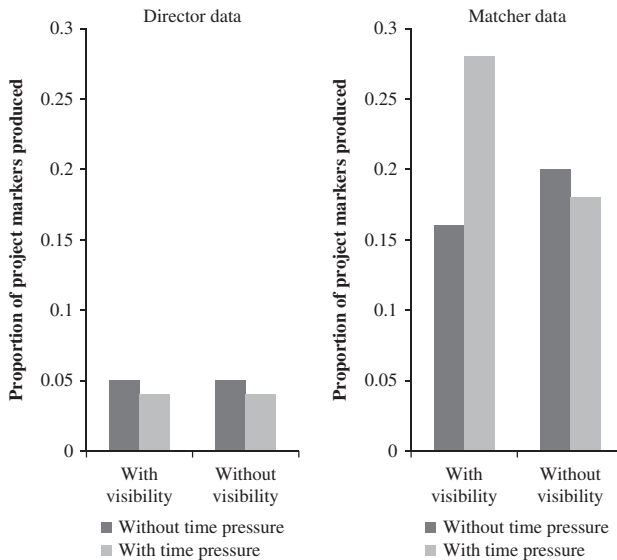 Director data
Proportion of project markers produced
0.3
0.25
0.2
0.15
0.1
0.05
0
With visibility
Without visibility
Without time pressure
With time pressure
Matcher data
Proportion of project markers produced
0.3
0.25
0.2
0.15
0.1
0.05
0
With visibility
Without visibility
Without time pressure
With time pressure